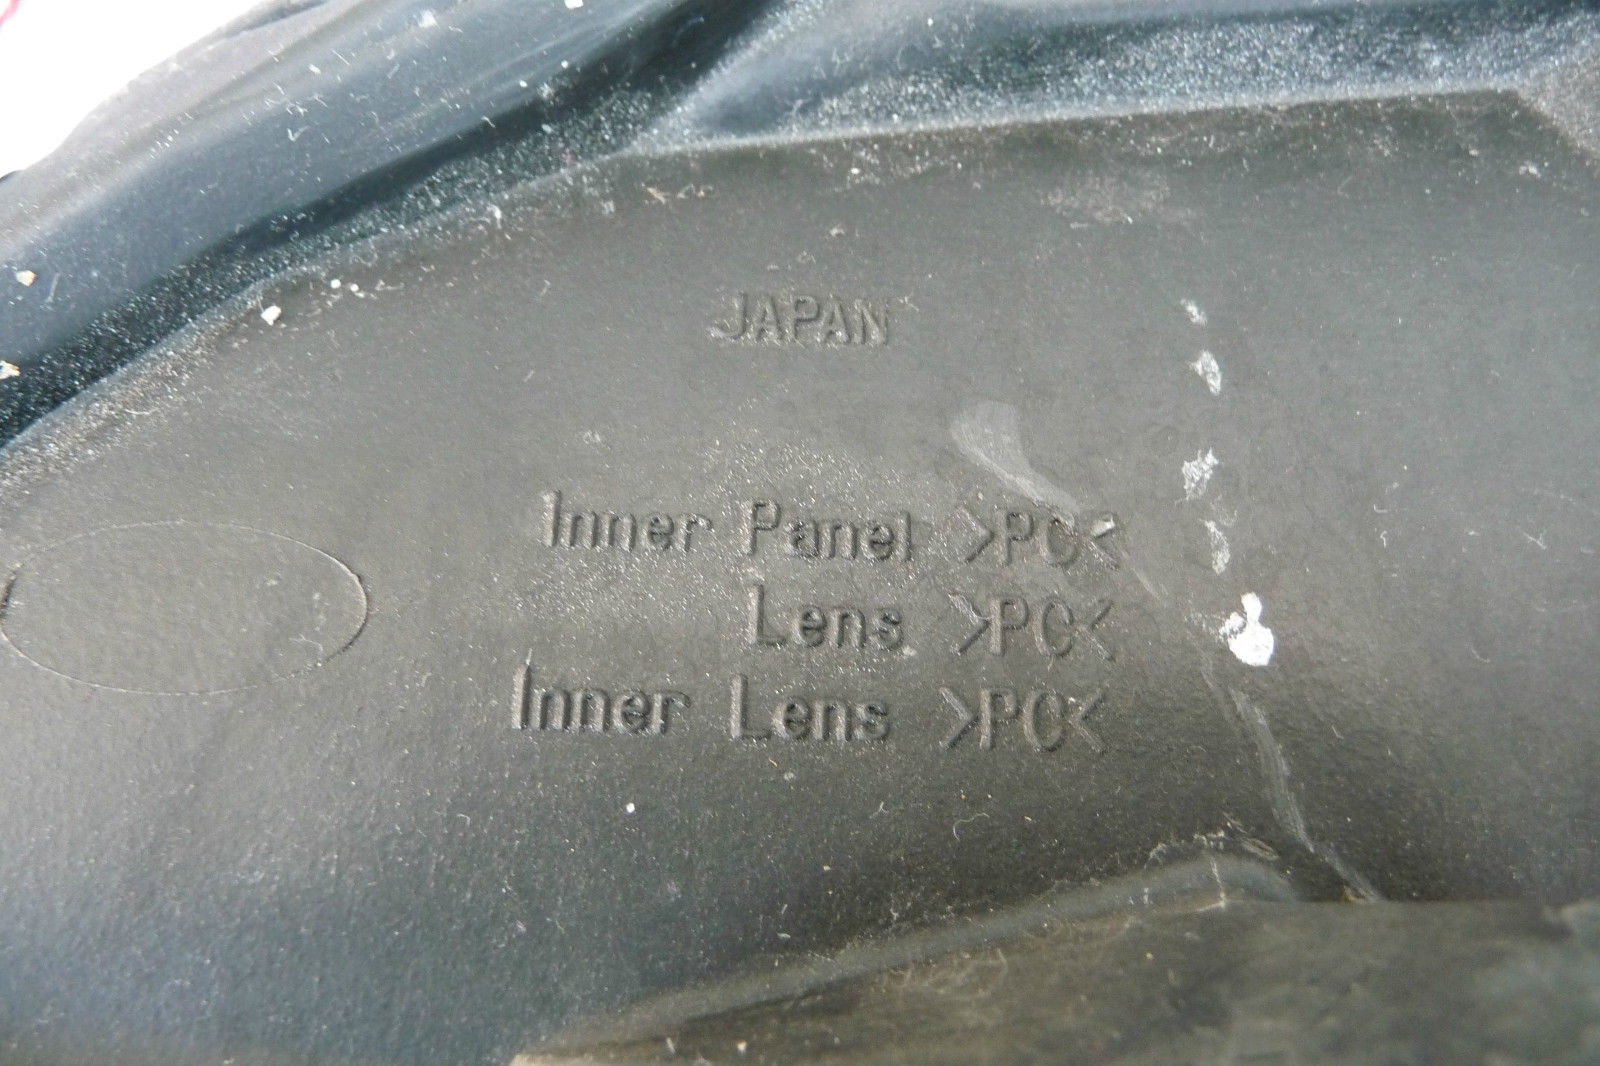 JAPAN
Inner Panel >PC<
Lens >PC<
Inner Lens >PC<